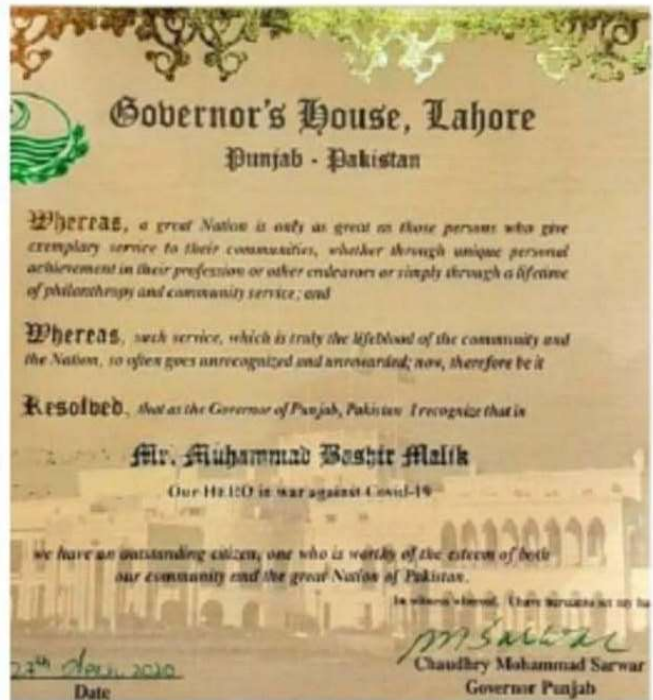 Governor's House, Lahore
Punjab - Pakistan
Whereas, a great Nation is only as great as those persons who give
exemplary service to their communities, whether through unique personal
achievement in their profession or other endeavors or simply through a lifetime
of philanthropy and community service; and
Whereas, such service, which is truly the lifeblood of the community and
the Nation, so often goes unrecognized and unrewarded; now, therefore be it
Resolved, that as the Governor of Punjab, Pakistan I recognize that in
Mr. Muhammad Bashir Malik
Our HERO in war against Covid-19
we have an outstanding citizen, one who is worthy of the esteem of both
our community and the great Nation of Pakistan.
In witness whereof, I have hereunto set my ha
MSarwar
27th 2020
Chaudhry Mohammad Sarwar
Date
Governor Punjab